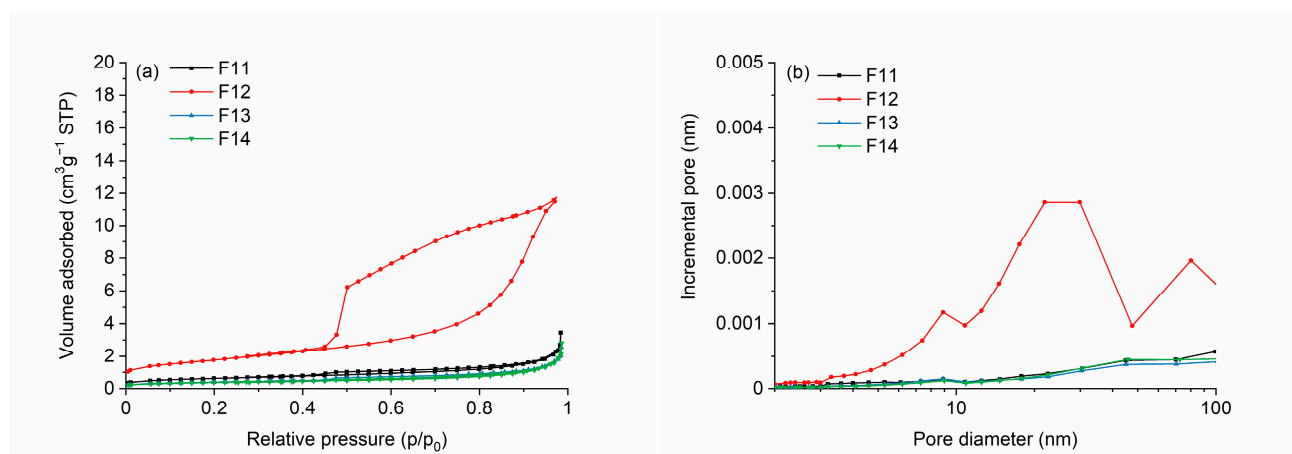 (a)
F11
F12
F13
F14
20
18
16
14
12
10
8
6
4
2
0
Volume adsorbed (cm³g⁻¹ STP)
0
0.2
0.4
0.6
0.8
1
Relative pressure (p/p₀)
(b)
F11
F12
F13
F14
0.005
0.004
0.003
0.002
0.001
0
Incremental pore (nm)
10
100
Pore diameter (nm)